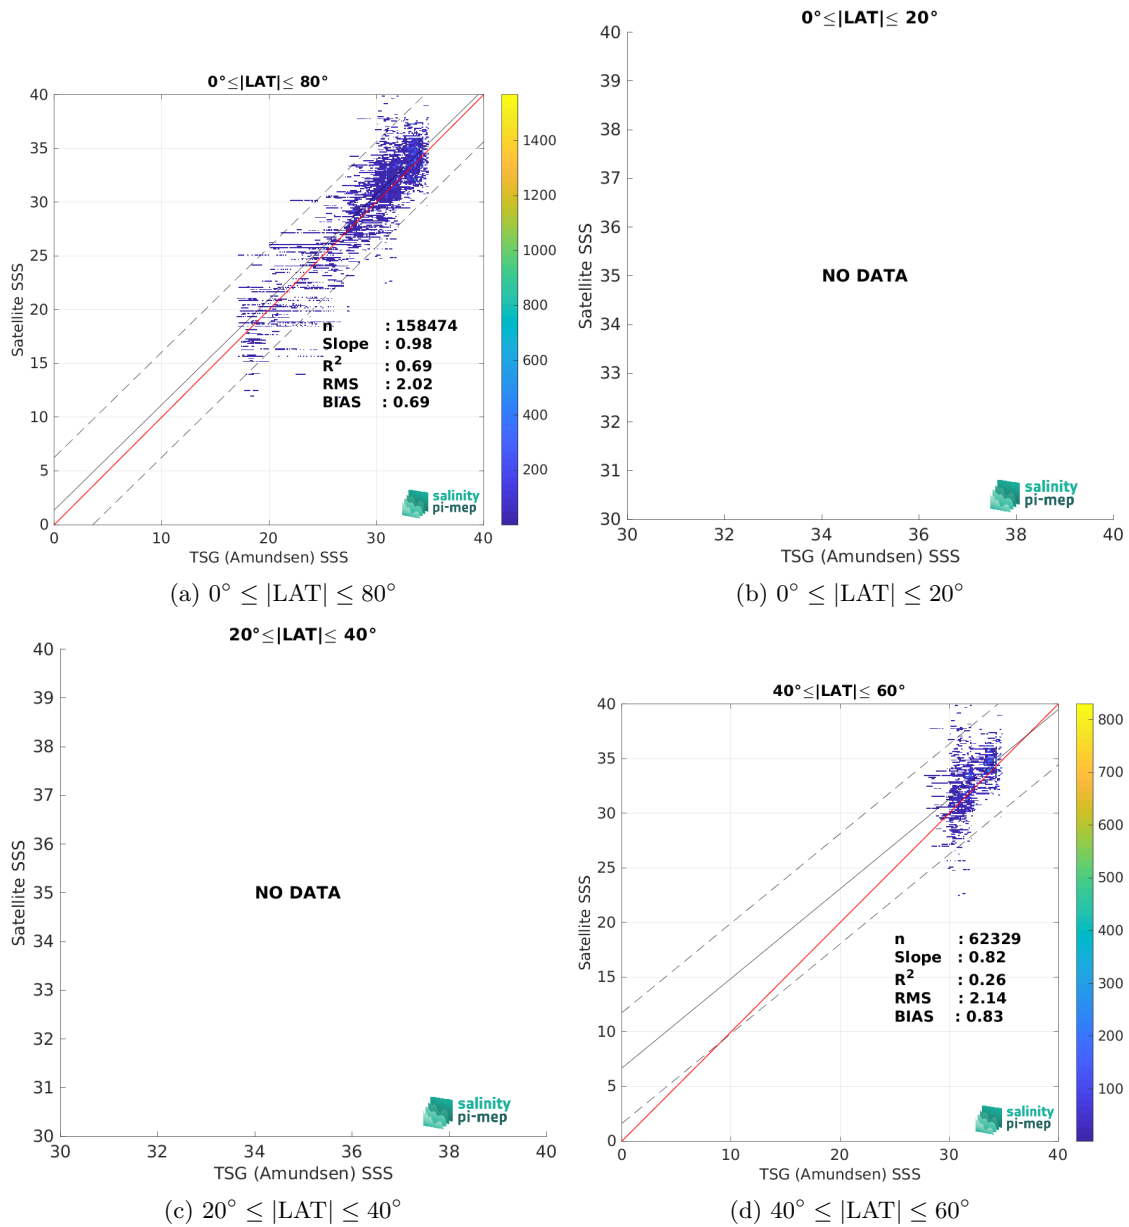 0°≤|LAT|≤ 80°
40
35
30
25
20
15
10
5
0
Satellite SSS
n : 158474
Slope : 0.98
R² : 0.69
RMS : 2.02
BIAS : 0.69
salinity
pi-mep
0 10 20 30 40
TSG (Amundsen) SSS
1400
1200
1000
800
600
400
200
(a) 0° ≤ |LAT| ≤ 80°
0°≤|LAT|≤ 20°
40
39
38
37
36
35
34
33
32
31
30
Satellite SSS
NO DATA
salinity
pi-mep
30 32 34 36 38 40
TSG (Amundsen) SSS
(b) 0° ≤ |LAT| ≤ 20°
20°≤|LAT|≤ 40°
40
39
38
37
36
35
34
33
32
31
30
Satellite SSS
NO DATA
salinity
pi-mep
30 32 34 36 38 40
TSG (Amundsen) SSS
(c) 20° ≤ |LAT| ≤ 40°
40°≤|LAT|≤ 60°
40
35
30
25
20
15
10
5
0
Satellite SSS
n : 62329
Slope : 0.82
R² : 0.26
RMS : 2.14
BIAS : 0.83
salinity
pi-mep
0 10 20 30 40
TSG (Amundsen) SSS
800
700
600
500
400
300
200
100
(d) 40° ≤ |LAT| ≤ 60°